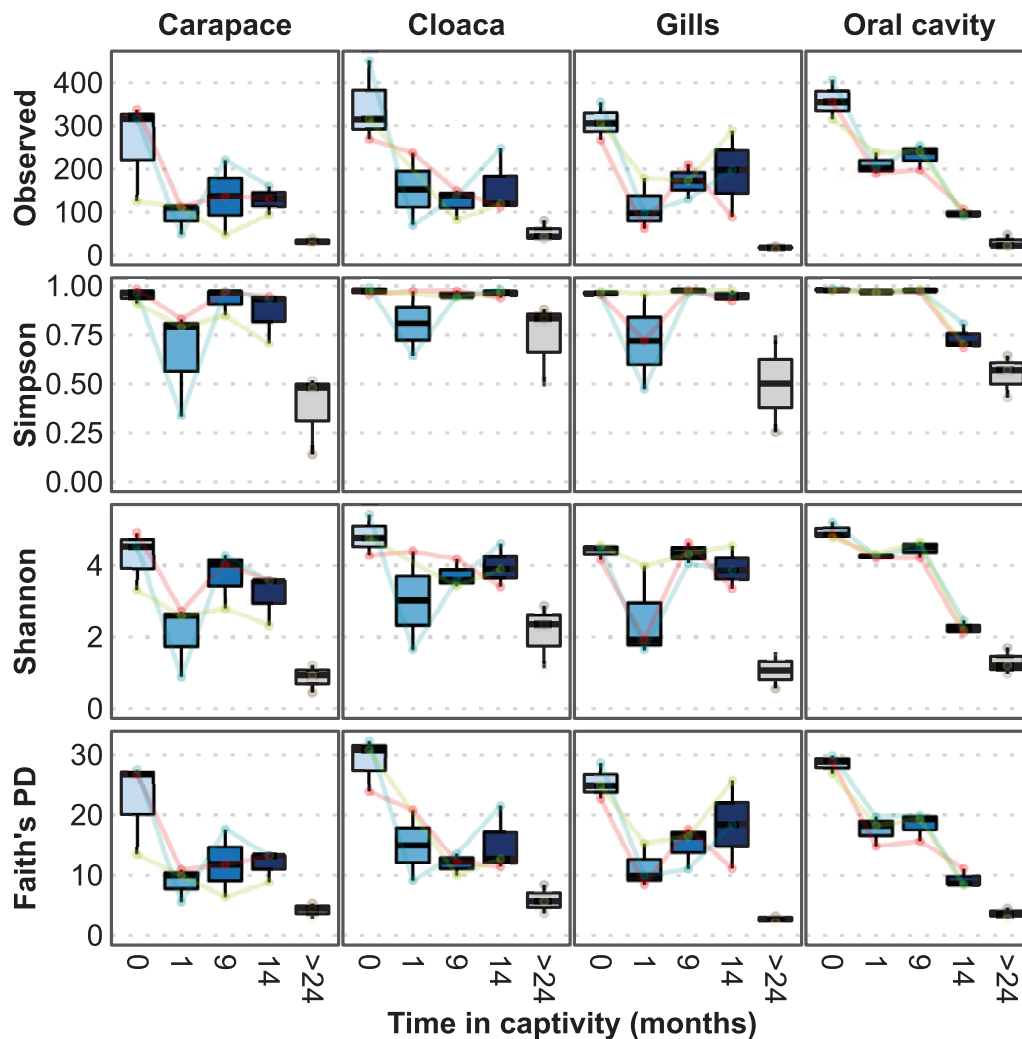 Carapace Cloaca Gills Oral cavity
Observed
400
300
200
100
0
Simpson
1.00
0.75
0.50
0.25
0.00
Shannon
4
2
0
Faith's PD
30
20
10
0
0 1 9 14 >24 0 1 9 14 >24 0 1 9 14 >24 0 1 9 14 >24
Time in captivity (months)